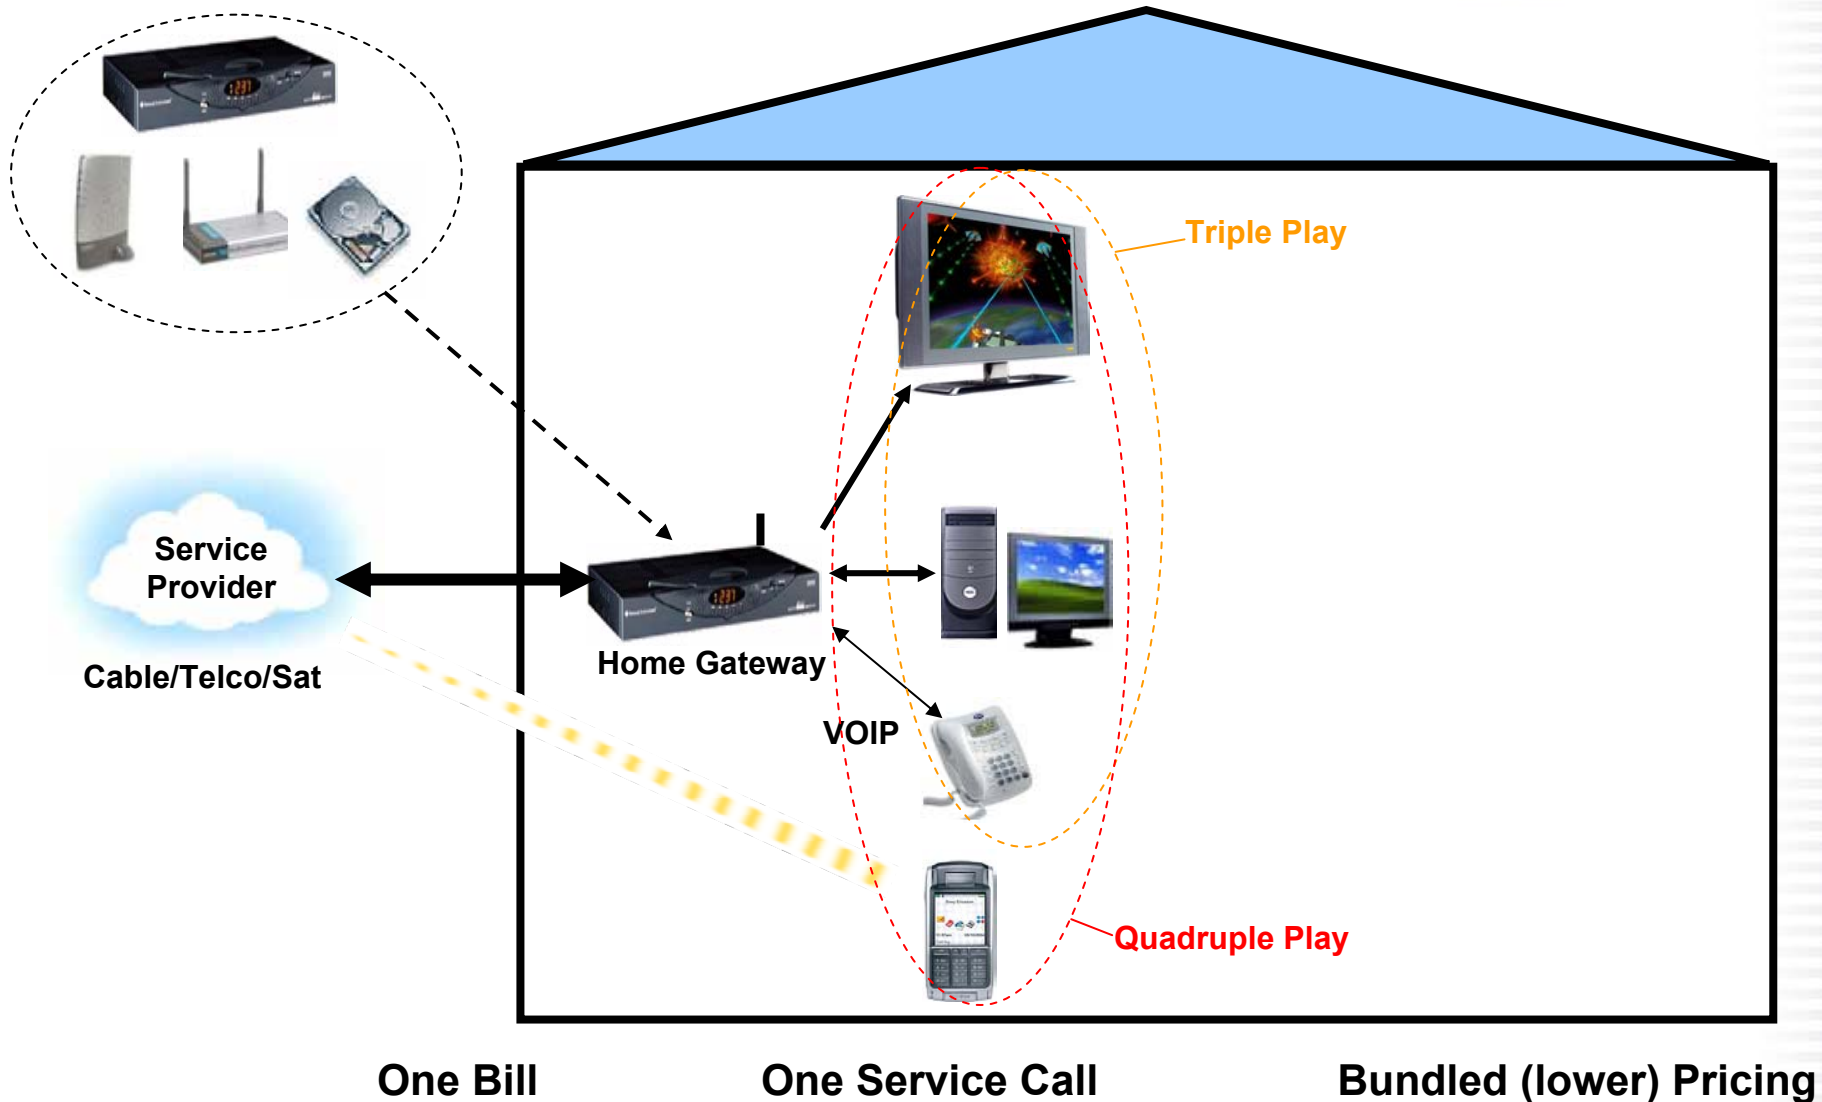 Triple Play
Service
Provider
Cable/Telco/Sat
Home Gateway
VOIP
Quadruple Play
One Bill
One Service Call
Bundled (lower) Pricing